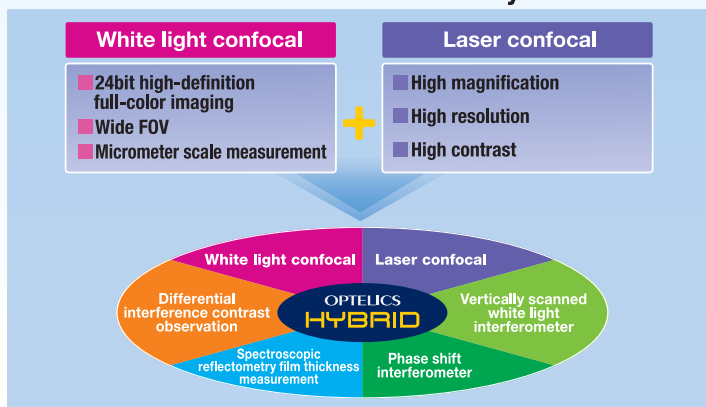 White light confocal
Laser confocal
24bit high-definition
full-color imaging
Wide FOV
Micrometer scale measurement
+
High magnification
High resolution
High contrast
White light confocal
Laser confocal
Differential
interference contrast
observation
OPTELICS
HYBRID
Vertically scanned
white light
interferometer
Spectroscopic
reflectometry film thickness
measurement
Phase shift
interferometer